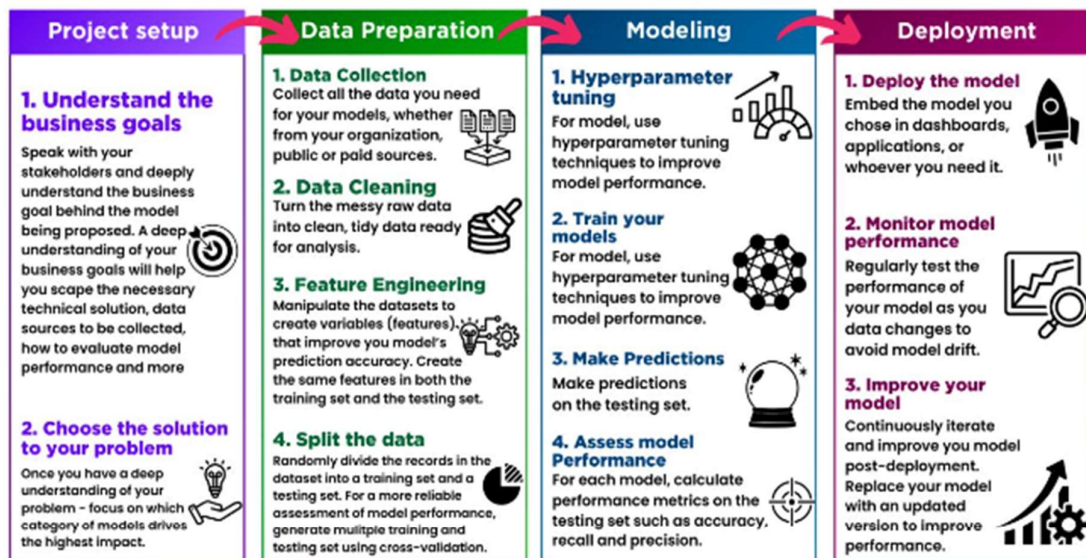 Project setup
1. Understand the
business goals
Speak with your
stakeholders and deeply
understand the business
goal behind the model
being proposed. A deep
understanding of your
business goals will help
you scape the necessary
technical solution, data
sources to be collected,
how to evaluate model
performance and more
2. Choose the solution
to your problem
Once you have a deep
understanding of your
problem - focus on which
category of models drives
the highest impact.
Data Preparation
1. Data Collection
Collect all the data you need
for your models, whether
from your organization,
public or paid sources.
2. Data Cleaning
Turn the messy raw data
into clean, tidy data ready
for analysis.
3. Feature Engineering
Manipulate the datasets to
create variables (features)
that improve you model's
prediction accuracy. Create
the same features in both the
training set and the testing set.
4. Split the data
Randomly divide the records in the
dataset into a training set and a
testing set. For a more reliable
assessment of model performance,
generate mulitple training and
testing set using cross-validation.
Modeling
1. Hyperparameter
tuning
For model, use
hyperparameter tuning
techniques to improve
model performance.
2. Train your
models
For model, use
hyperparameter tuning
techniques to improve
model performance.
3. Make Predictions
Make predictions
on the testing set.
4. Assess model
Performance
For each model, calculate
performance metrics on the
testing set such as accuracy,
recall and precision.
Deployment
1. Deploy the model
Embed the model you
chose in dashboards,
applications, or
whoever you need it.
2. Monitor model
performance
Regularly test the
performance of
your model as you
data changes to
avoid model drift.
3. Improve your
model
Continuously iterate
and improve you model
post-deployment.
Replace your model
with an updated
version to improve
performance.